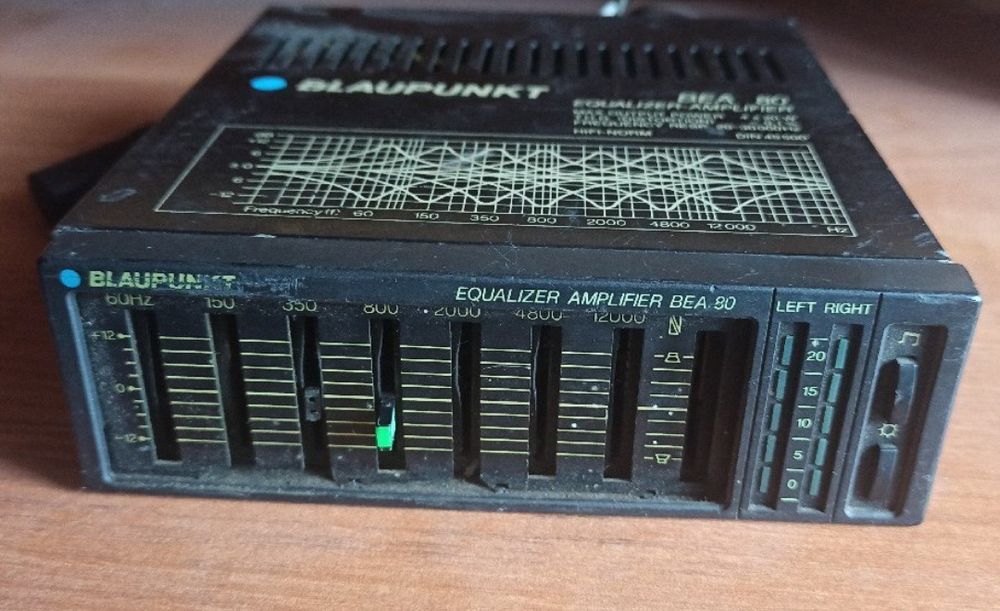 BLAUPUNKT
BEA 80
EQUALIZER-AMPLIFIER
HIFI-NORM
Frequency (f) 60 150 350 800 2000 4800 12000 Hz
BLAUPUNKT
EQUALIZER AMPLIFIER BEA 80
60Hz 150 350 800 2000 4800 12000
+12
0
-12
LEFT RIGHT
+
20
15
10
5
0